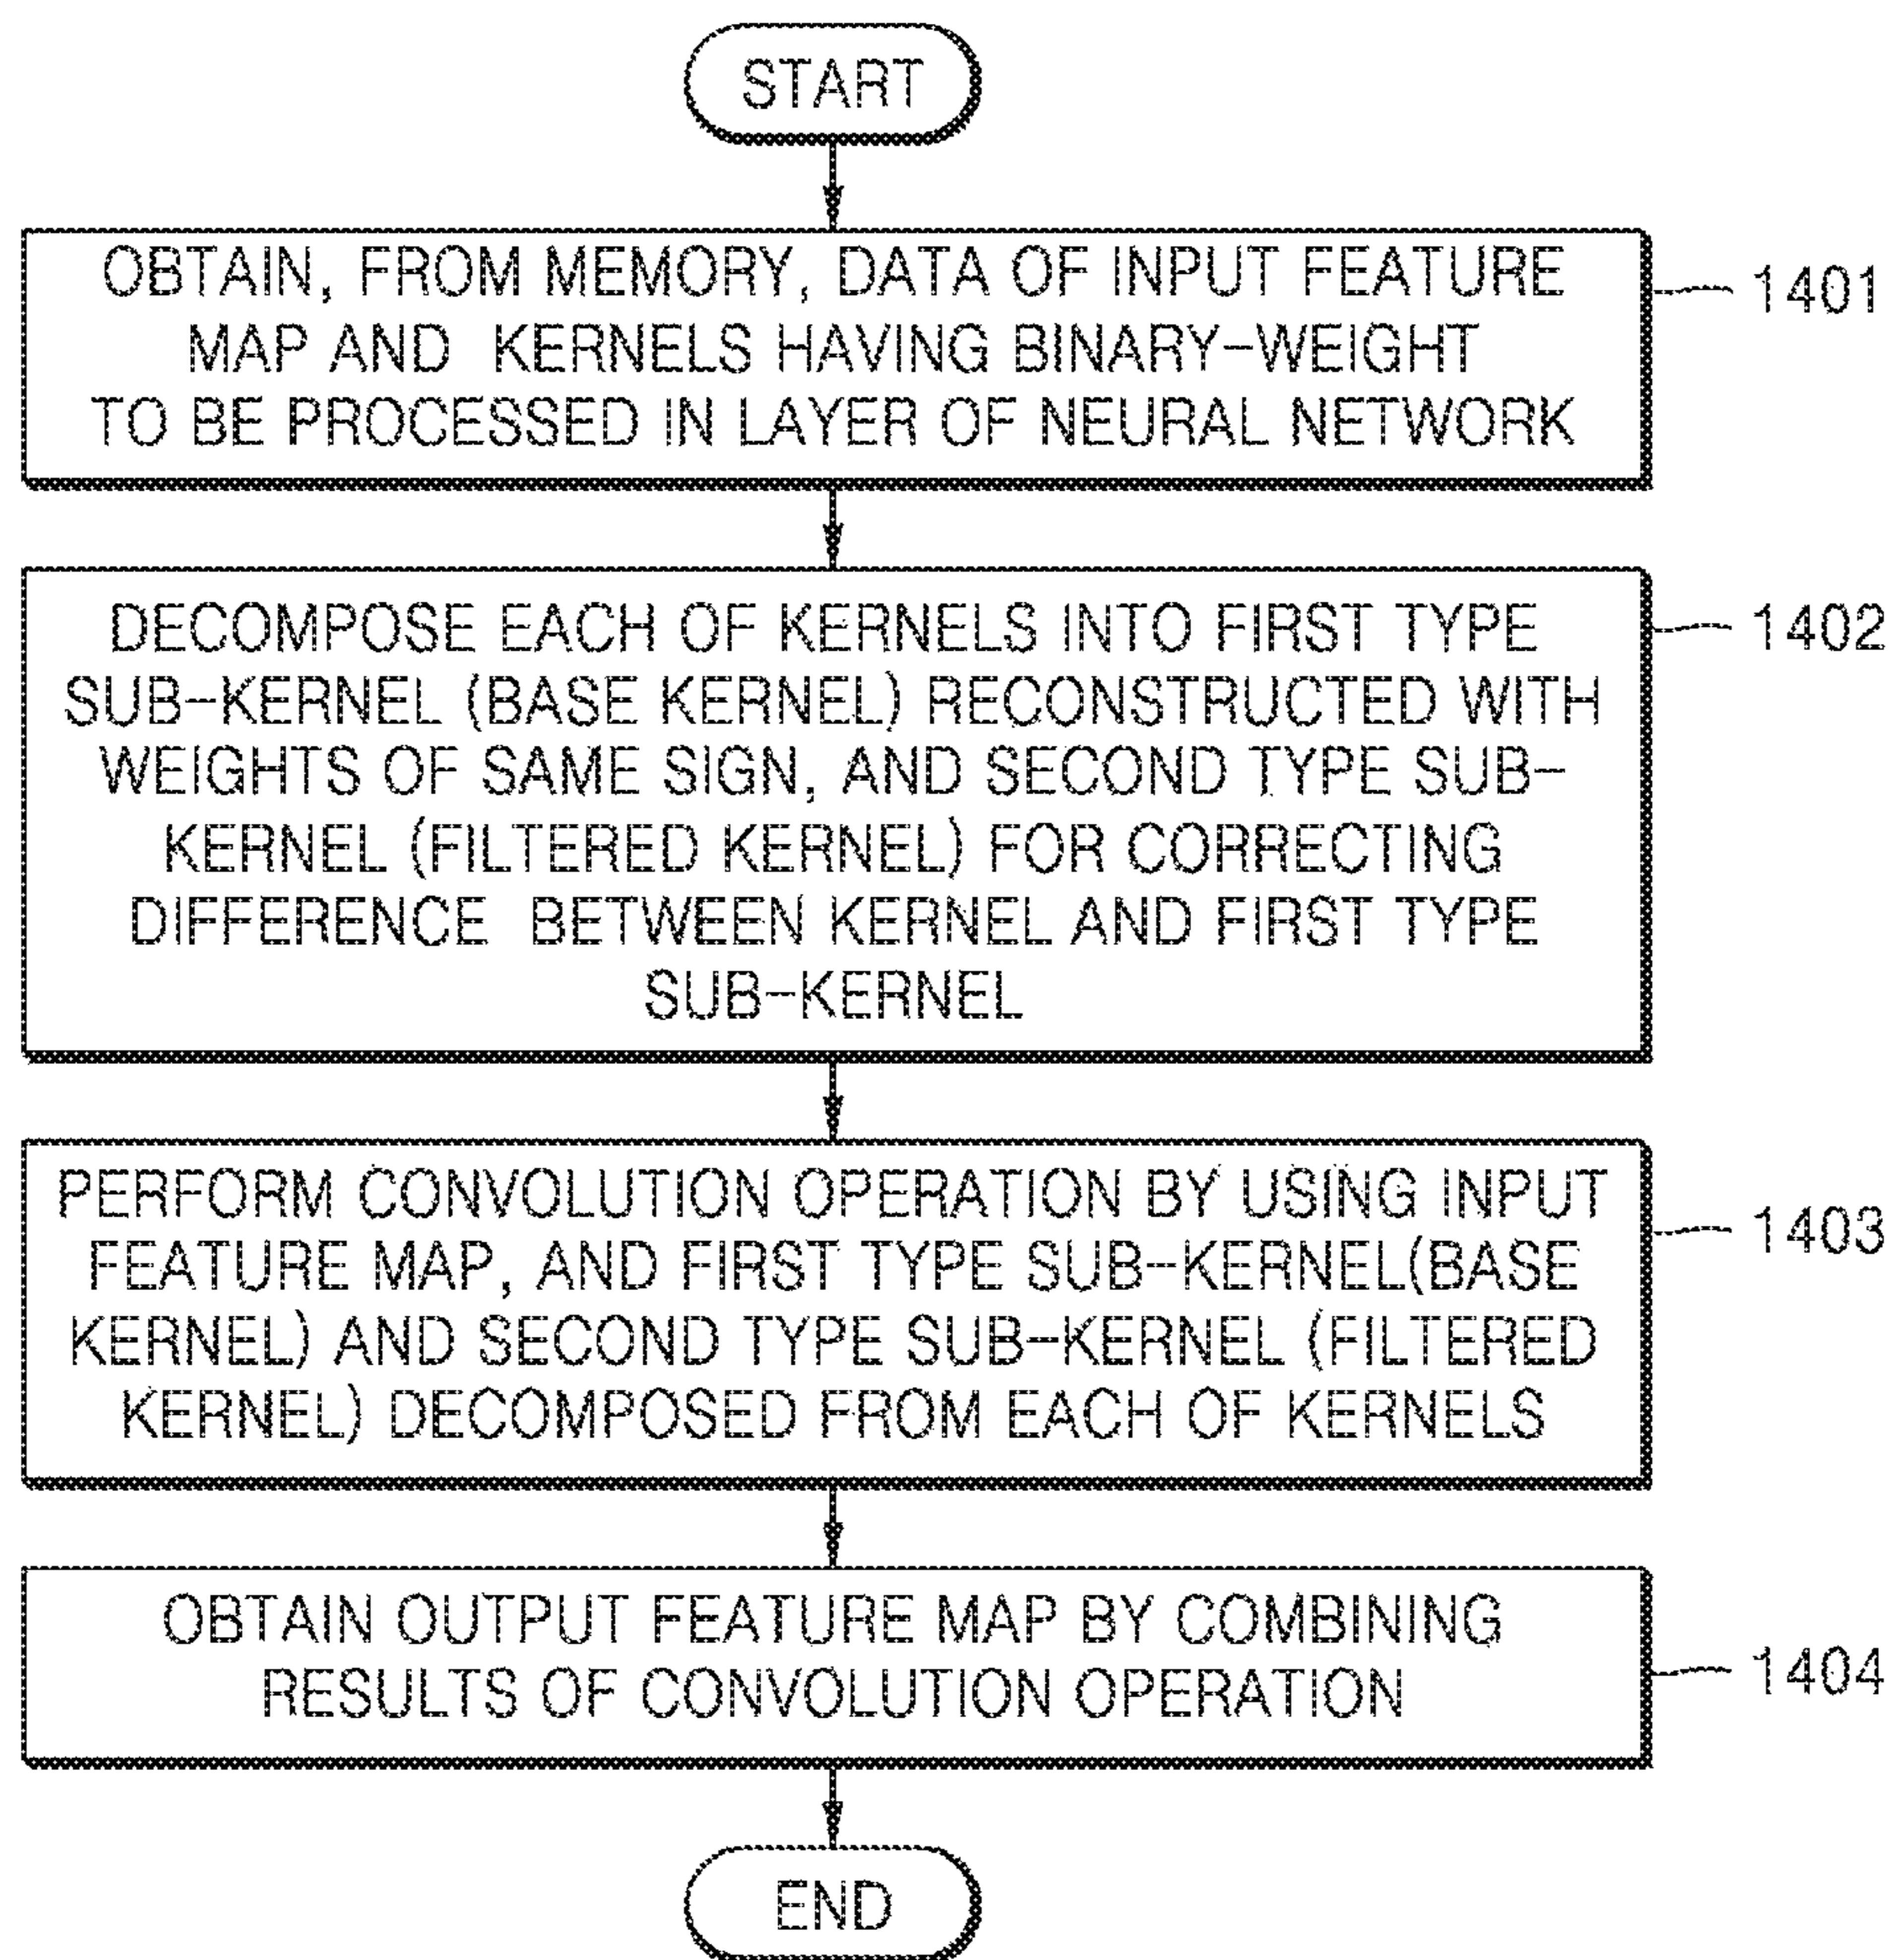 START
OBTAIN, FROM MEMORY, DATA OF INPUT FEATURE
MAP AND KERNELS HAVING BINARY-WEIGHT
TO BE PROCESSED IN LAYER OF NEURAL NETWORK
1401
DECOMPOSE EACH OF KERNELS INTO FIRST TYPE
SUB-KERNEL (BASE KERNEL) RECONSTRUCTED WITH
WEIGHTS OF SAME SIGN, AND SECOND TYPE SUB-
KERNEL (FILTERED KERNEL) FOR CORRECTING
DIFFERENCE BETWEEN KERNEL AND FIRST TYPE
SUB-KERNEL
1402
PERFORM CONVOLUTION OPERATION BY USING INPUT
FEATURE MAP, AND FIRST TYPE SUB-KERNEL(BASE
KERNEL) AND SECOND TYPE SUB-KERNEL (FILTERED
KERNEL) DECOMPOSED FROM EACH OF KERNELS
1403
OBTAIN OUTPUT FEATURE MAP BY COMBINING
RESULTS OF CONVOLUTION OPERATION
1404
END